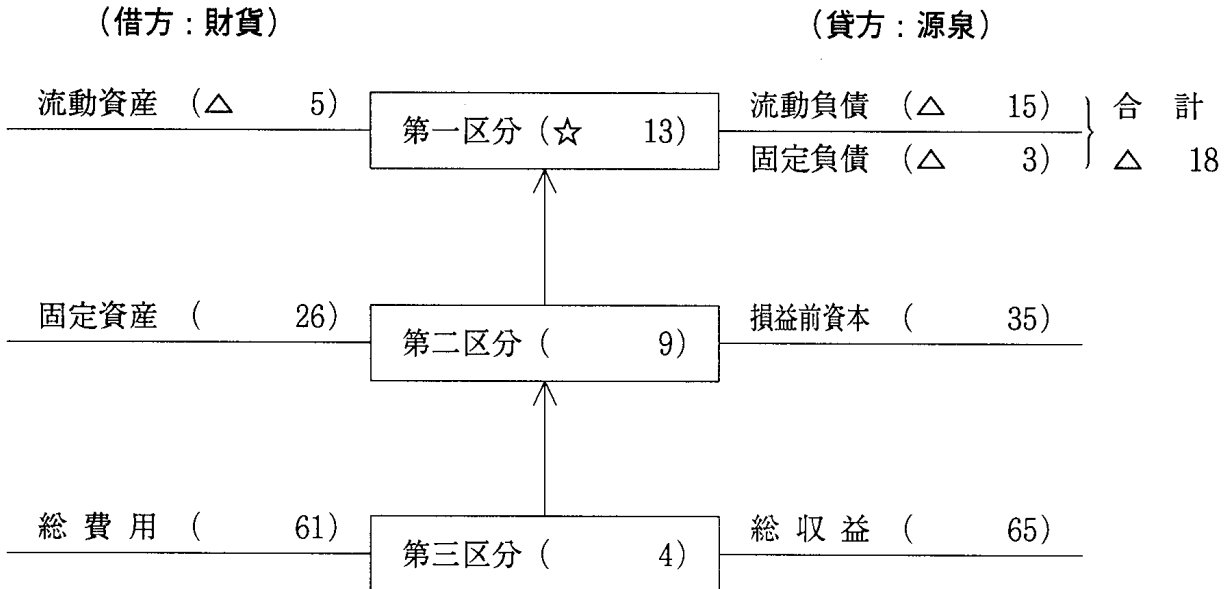 （借方：財貨） （貸方：源泉）
流動資産 （△ 5） 第一区分（☆ 13） 流動負債 （△ 15） 合 計
固定負債 （△ 3） △ 18
固定資産 （ 26） 第二区分（ 9） 損益前資本 （ 35）
総費用 （ 61） 第三区分（ 4） 総収益 （ 65）